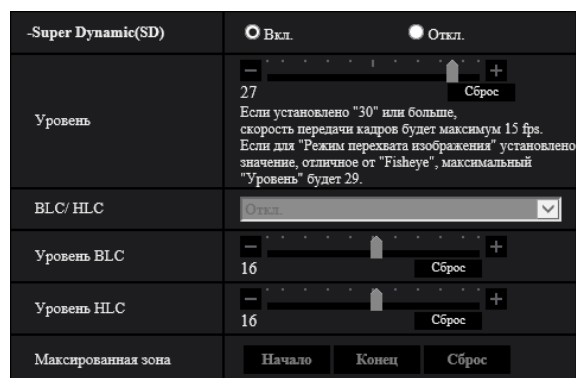 -Super Dynamic(SD)
Вкл.
Откл.
Уровень
27
Сброс
Если установлено "30" или больше,
скорость передачи кадров будет максимум 15 fps.
Если для "Режим перехвата изображения" установлено
значение, отличное от "Fisheye", максимальный
"Уровень" будет 29.
BLC/ HLC
Откл.
Уровень BLC
16
Сброс
Уровень HLC
16
Сброс
Максированная зона
Начало
Конец
Сброс